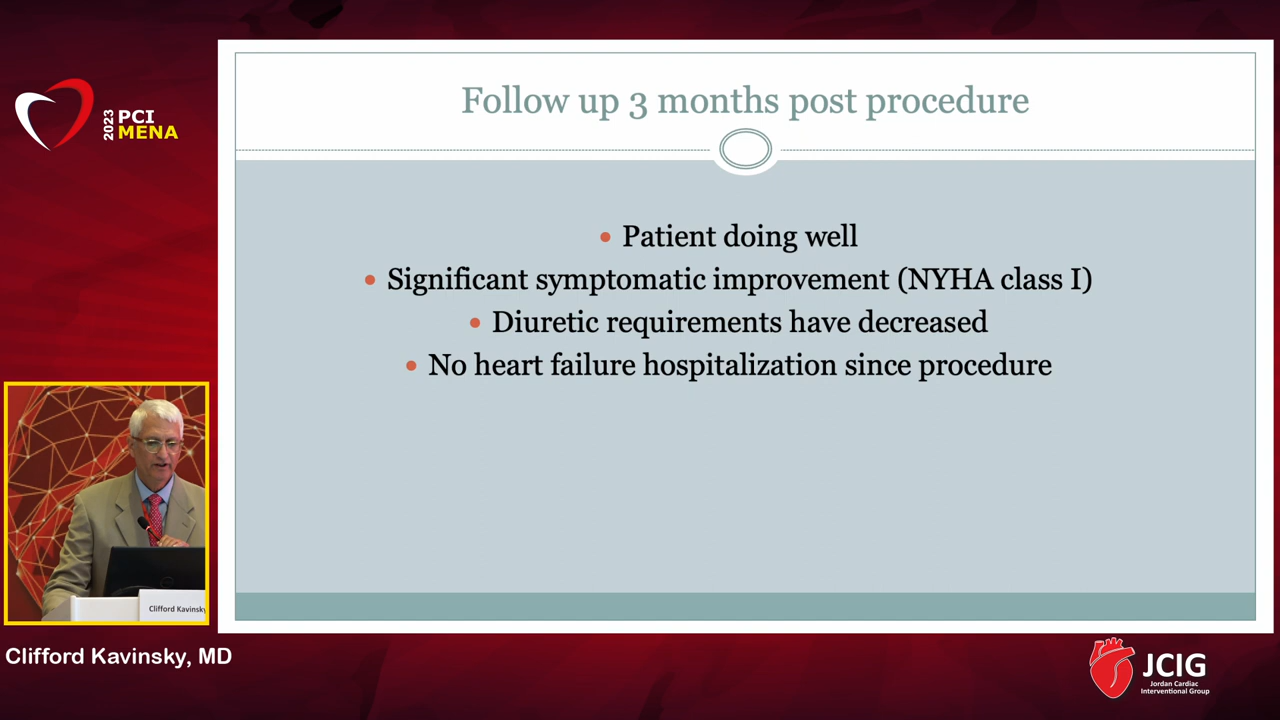 2023
PCI
MENA
Follow up 3 months post procedure
• Patient doing well
• Significant symptomatic improvement (NYHA class I)
• Diuretic requirements have decreased
• No heart failure hospitalization since procedure
Clifford Kavinsky
Clifford Kavinsky, MD
JCIG
Jordan Cardiac
Interventional Group